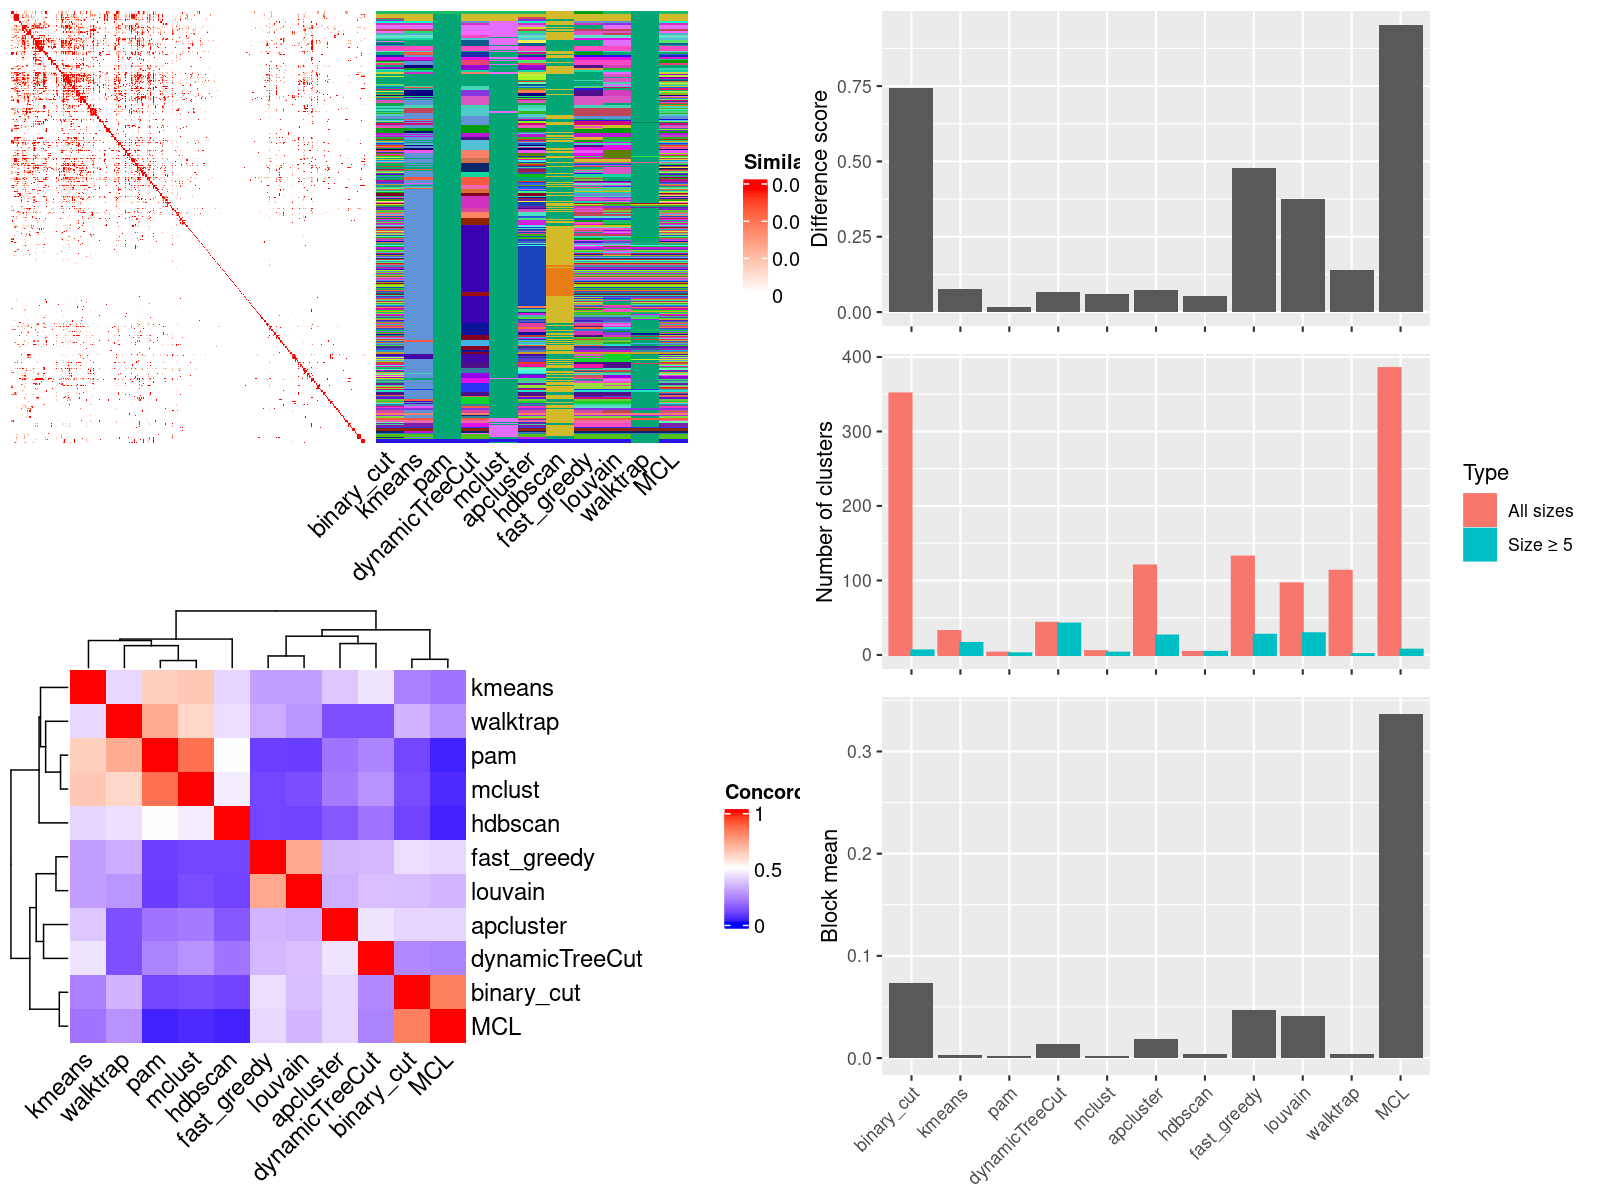 Simila
0.0
0.0
0.0
0
binary_cut
kmeans
pam
dynamicTreeCut
mclust
apcluster
hdbscan
fast_greedy
louvain
walktrap
MCL
kmeans
walktrap
pam
mclust
hdbscan
fast_greedy
louvain
apcluster
dynamicTreeCut
binary_cut
MCL
kmeans
walktrap
pam
mclust
hdbscan
fast_greedy
louvain
apcluster
dynamicTreeCut
binary_cut
MCL
Concord
1
0.5
0
Difference score
0.75
0.50
0.25
0.00
Number of clusters
400
300
200
100
0
Type
All sizes
Size ≥ 5
Block mean
0.3
0.2
0.1
0.0
binary_cut
kmeans
pam
dynamicTreeCut
mclust
apcluster
hdbscan
fast_greedy
louvain
walktrap
MCL